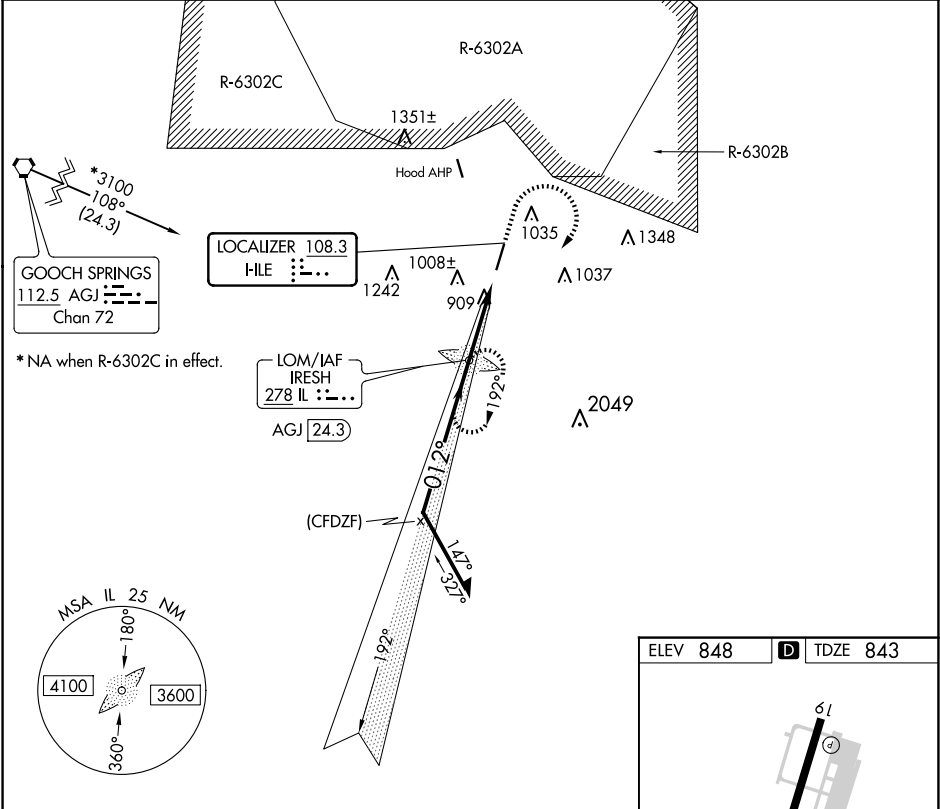 R-6302A
R-6302C
1351±
Hood AHP
R-6302B
*3100
108°
(24.3)
1035
1348
LOCALIZER 108.3
I-ILE
1242
1008±
1037
909
GOOCH SPRINGS
112.5 AGJ
Chan 72
* NA when R-6302C in effect.
LOM/IAF
IRESH
278 IL
AGJ 24.3
192°
2049
012°
(CFDZF)
147°
327°
192°
MSA IL 25 NM
180°
4100
3600
360°
ELEV 848 D TDZE 843
19
P